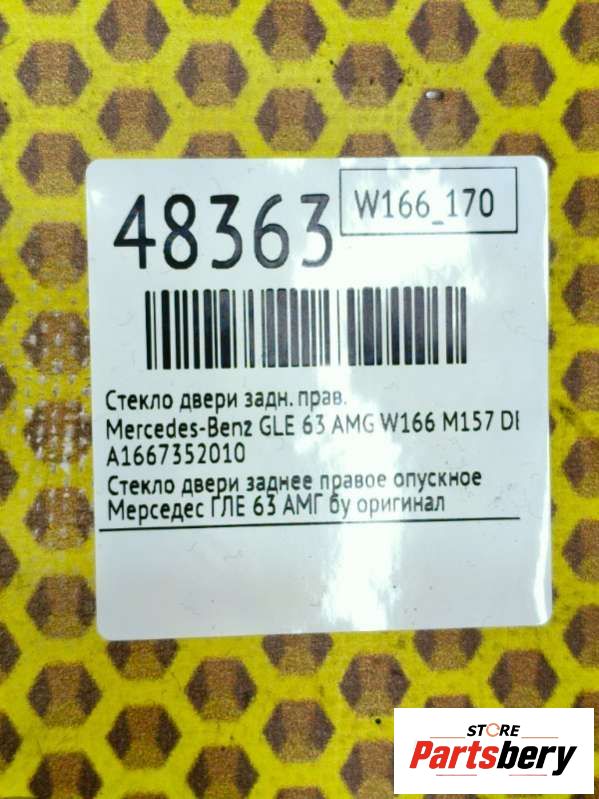 48363
W166_170
Стекло двери задн. прав.
Mercedes-Benz GLE 63 AMG W166 M157 DE
A1667352010
Стекло двери заднее правое опускное
Мерседес ГЛЕ 63 АМГ бу оригинал
STORE
Partsbery